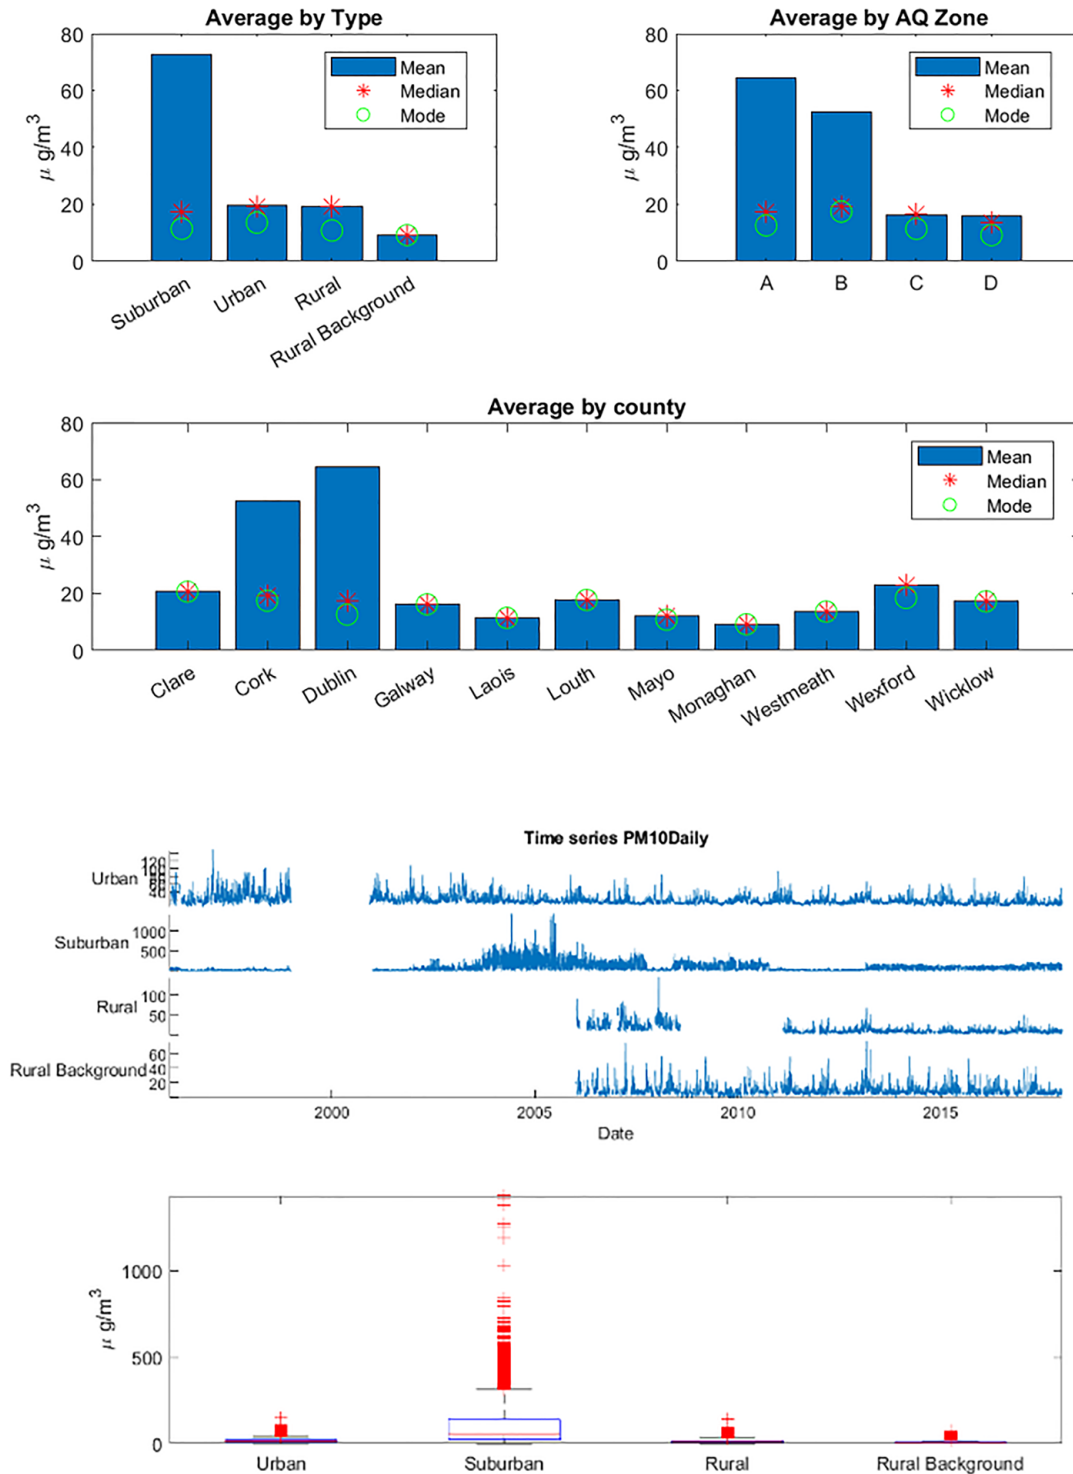 Average by Type
80
60
40
20
0
μ g/m³
Mean
Median
Mode
Suburban
Urban
Rural
Rural Background
Average by AQ Zone
80
60
40
20
0
μ g/m³
Mean
Median
Mode
A B C D
Average by county
80
60
40
20
0
μ g/m³
Mean
Median
Mode
Clare
Cork
Dublin
Galway
Laois
Louth
Mayo
Monaghan
Westmeath
Wexford
Wicklow
Time series PM10Daily
Urban
120
Suburban
1000
500
Rural
100
50
Rural Background
60
40
20
2000 2005 2010 2015
Date
μ g/m³
1000
500
0
Urban Suburban Rural Rural Background